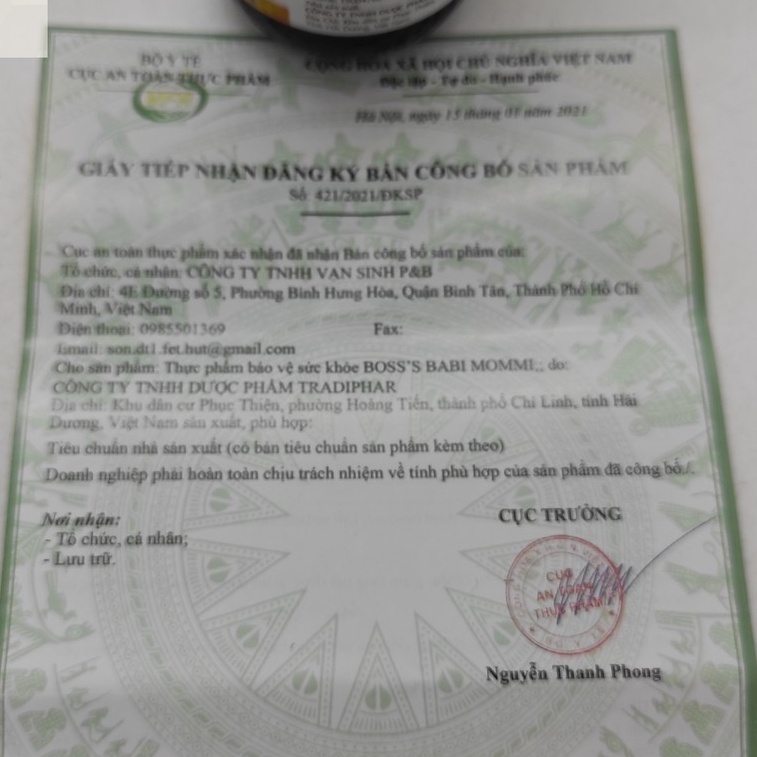 BỘ Y TẾ
CỤC AN TOÀN THỰC PHẨM
CỘNG HÒA XÃ HỘI CHỦ NGHĨA VIỆT NAM
Độc lập - Tự do - Hạnh phúc
Hà Nội, ngày 15 tháng 01 năm 2021
GIẤY TIẾP NHẬN ĐĂNG KÝ BẢN CÔNG BỐ SẢN PHẨM
Số: 421/2021/ĐKSP
Cục an toàn thực phẩm xác nhận đã nhận Bản công bố sản phẩm của:
Tổ chức, cá nhân: CÔNG TY TNHH VẠN SINH P&B
Địa chỉ: 4E Đường số 5, Phường Bình Hưng Hòa, Quận Bình Tân, Thành Phố Hồ Chí
Minh, Việt Nam
Điện thoại: 0985501369 Fax:
Email: son.dt1.fet.hut@gmail.com
Cho sản phẩm: Thực phẩm bảo vệ sức khỏe BOSS'S BABI MOMMI,; do:
CÔNG TY TNHH DƯỢC PHẨM TRADIPHAR
Địa chỉ: Khu dân cư Phục Thiện, phường Hoàng Tiến, thành phố Chí Linh, tỉnh Hải
Dương, Việt Nam sản xuất, phù hợp:
Tiêu chuẩn nhà sản xuất (có bản tiêu chuẩn sản phẩm kèm theo)
Doanh nghiệp phải hoàn toàn chịu trách nhiệm về tính phù hợp của sản phẩm đã công bố./.
Nơi nhận:
- Tổ chức, cá nhân;
- Lưu trữ.
CỤC TRƯỞNG
CỤC
AN TOÀN
THỰC PHẨM
Nguyễn Thanh Phong